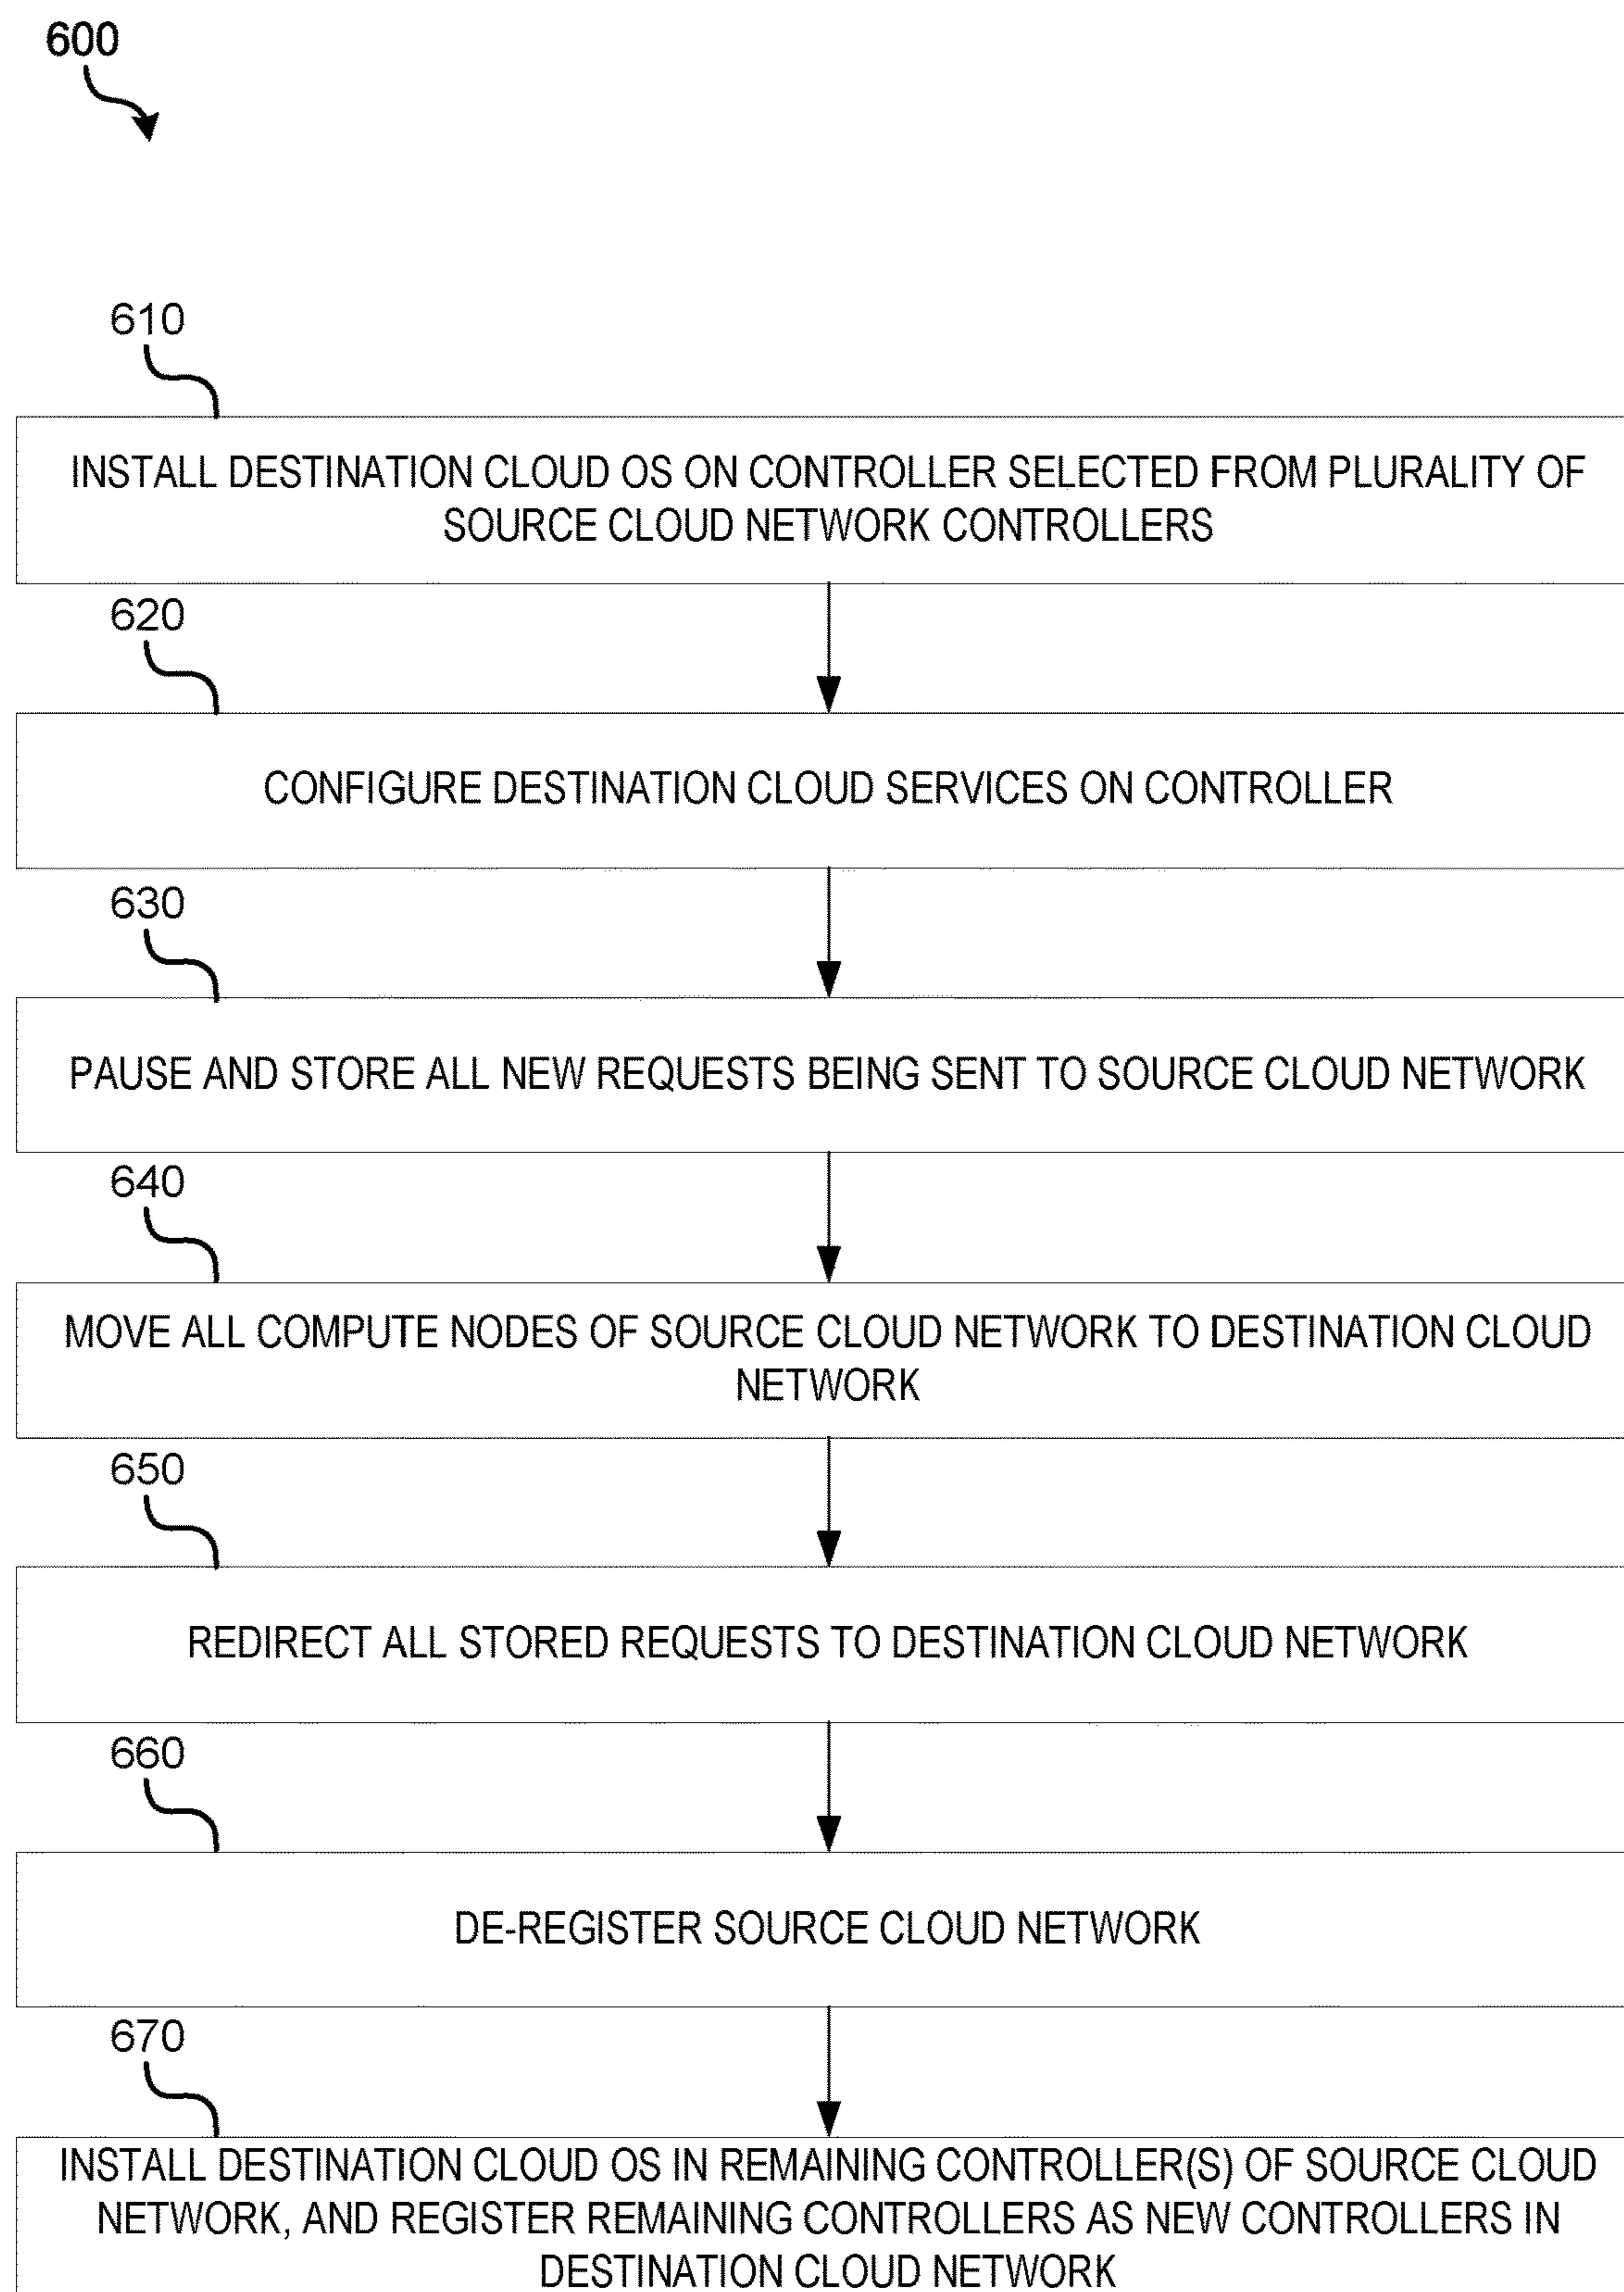 600
610
INSTALL DESTINATION CLOUD OS ON CONTROLLER SELECTED FROM PLURALITY OF
SOURCE CLOUD NETWORK CONTROLLERS
620
CONFIGURE DESTINATION CLOUD SERVICES ON CONTROLLER
630
PAUSE AND STORE ALL NEW REQUESTS BEING SENT TO SOURCE CLOUD NETWORK
640
MOVE ALL COMPUTE NODES OF SOURCE CLOUD NETWORK TO DESTINATION CLOUD
NETWORK
650
REDIRECT ALL STORED REQUESTS TO DESTINATION CLOUD NETWORK
660
DE-REGISTER SOURCE CLOUD NETWORK
670
INSTALL DESTINATION CLOUD OS IN REMAINING CONTROLLER(S) OF SOURCE CLOUD
NETWORK, AND REGISTER REMAINING CONTROLLERS AS NEW CONTROLLERS IN
DESTINATION CLOUD NETWORK